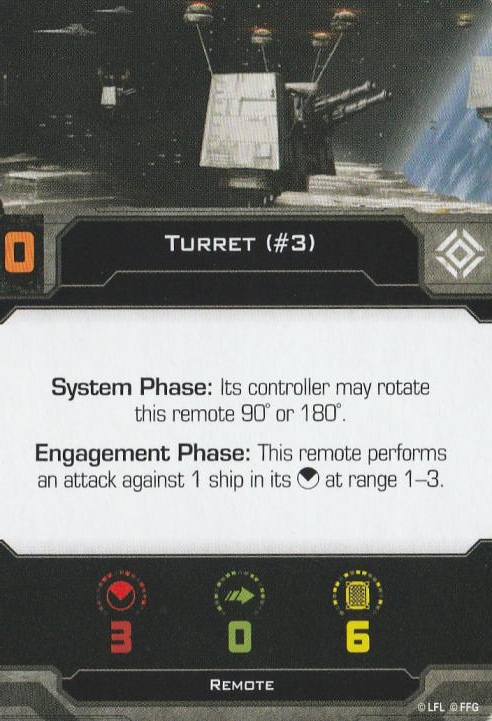 0
TURRET (#3)
System Phase: Its controller may rotate
this remote 90° or 180°.
Engagement Phase: This remote performs
an attack against 1 ship in its at range 1–3.
3 0 6
REMOTE
© LFL © FFG